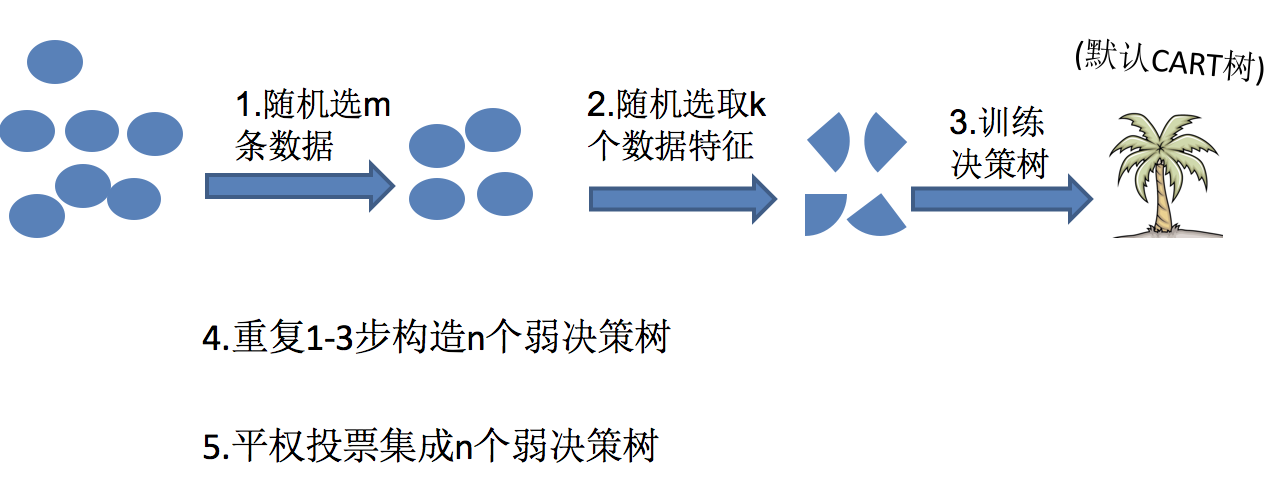 (默认CART树)
1.随机选m
条数据
2.随机选取k
个数据特征
3.训练
决策树
4.重复1-3步构造n个弱决策树
5.平权投票集成n个弱决策树